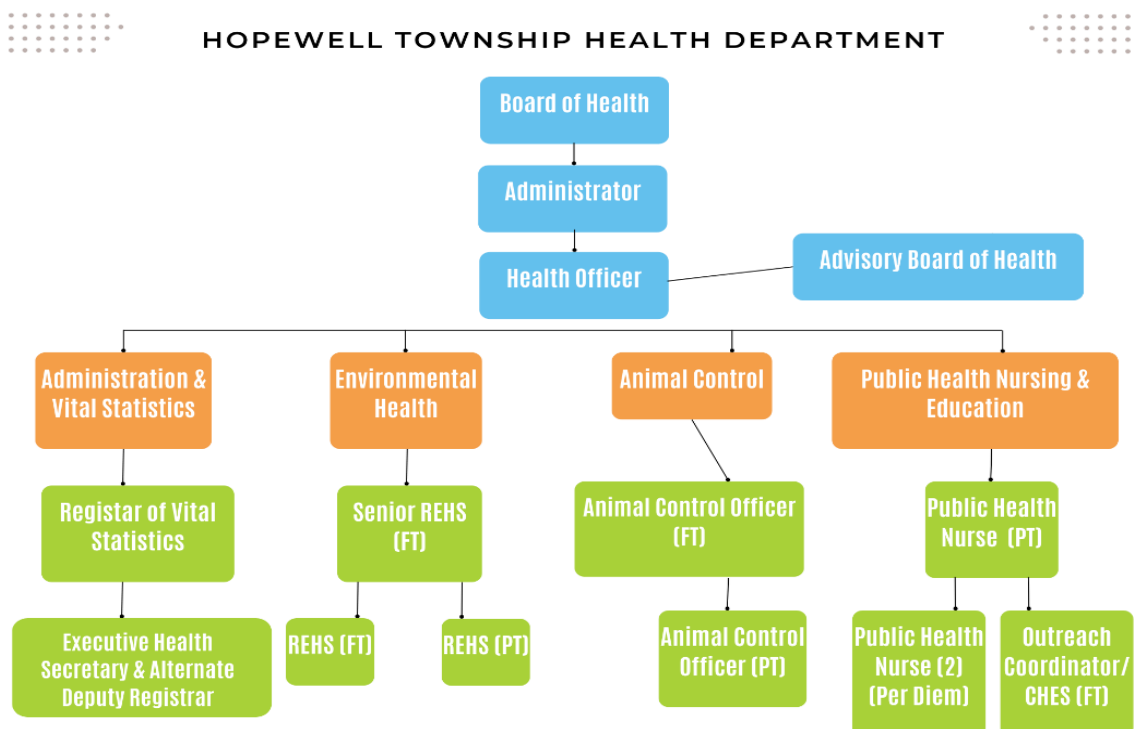 HOPEWELL TOWNSHIP HEALTH DEPARTMENT
Board of Health
Administrator
Health Officer
Advisory Board of Health
Administration &
Vital Statistics
Environmental
Health
Animal Control
Public Health Nursing &
Education
Registar of Vital
Statistics
Senior REHS
(FT)
Animal Control Officer
(FT)
Public Health
Nurse (PT)
Executive Health
Secretary & Alternate
Deputy Registrar
REHS (FT)
REHS (PT)
Animal Control
Officer (PT)
Public Health
Nurse (2)
(Per Diem)
Outreach
Coordinator/
CHES (FT)